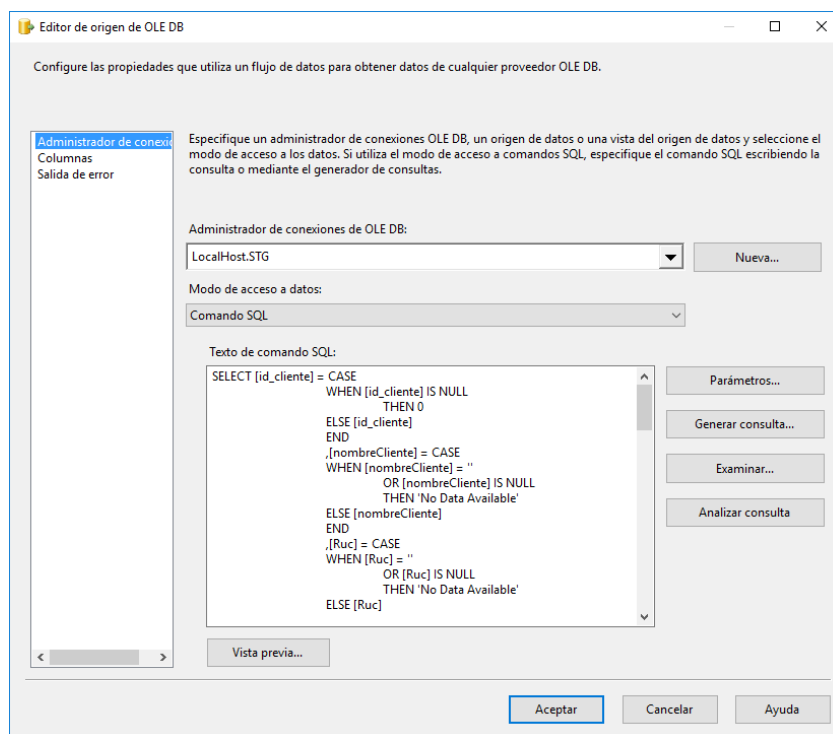 Editor de origen de OLE DB
Configure las propiedades que utiliza un flujo de datos para obtener datos de cualquier proveedor OLE DB.
Administrador de conexi
Columnas
Salida de error
Especifique un administrador de conexiones OLE DB, un origen de datos o una vista del origen de datos y seleccione el
modo de acceso a los datos. Si utiliza el modo de acceso a comandos SQL, especifique el comando SQL escribiendo la
consulta o mediante el generador de consultas.
Administrador de conexiones de OLE DB:
LocalHost.STG
Nueva...
Modo de acceso a datos:
Comando SQL
Texto de comando SQL:
SELECT [id_cliente] = CASE
WHEN [id_cliente] IS NULL
THEN 0
ELSE [id_cliente]
END
,[nombreCliente] = CASE
WHEN [nombreCliente] = ''
OR [nombreCliente] IS NULL
THEN 'No Data Available'
ELSE [nombreCliente]
END
,[Ruc] = CASE
WHEN [Ruc] = ''
OR [Ruc] IS NULL
THEN 'No Data Available'
ELSE [Ruc]
Parámetros...
Generar consulta...
Examinar...
Analizar consulta
Vista previa...
Aceptar
Cancelar
Ayuda